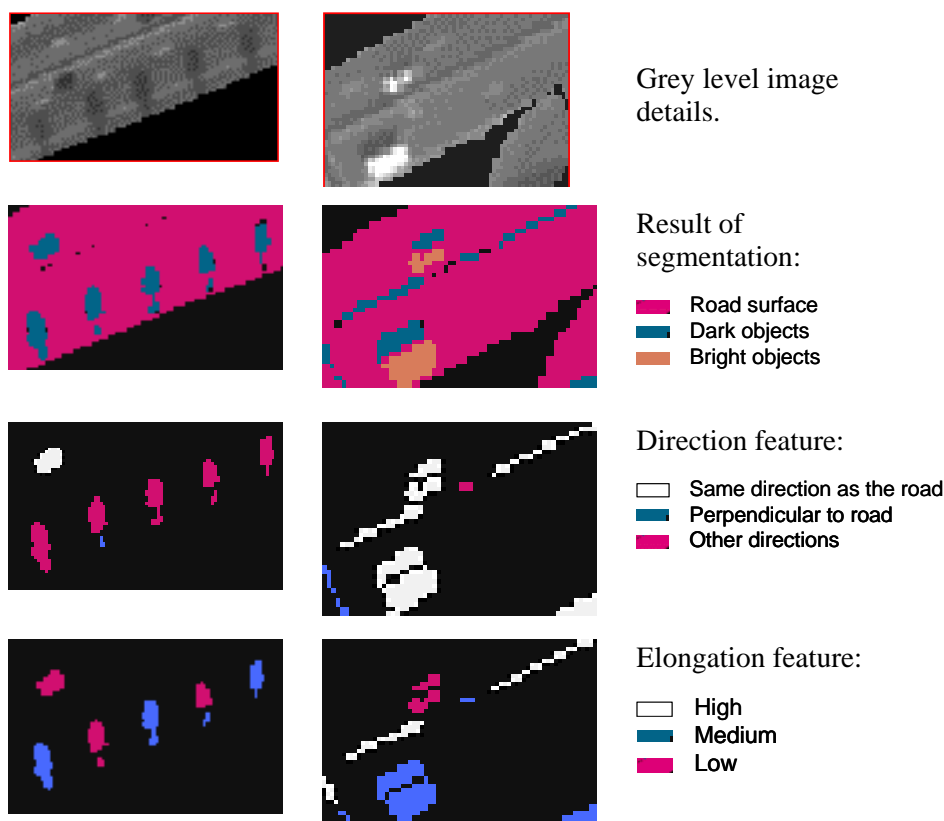 Grey level image
details.
Result of
segmentation:
Road surface
Dark objects
Bright objects
Direction feature:
Same direction as the road
Perpendicular to road
Other directions
Elongation feature:
High
Medium
Low